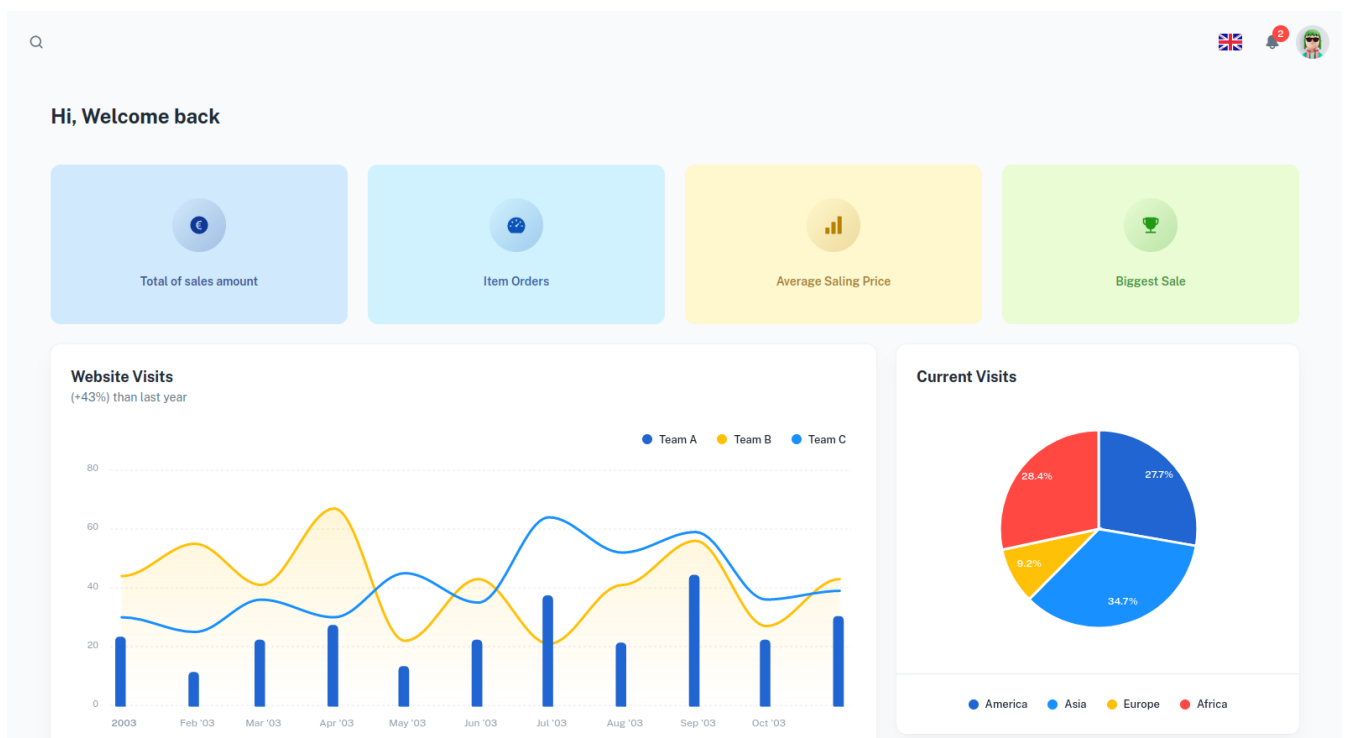 2
Hi, Welcome back
€
Total of sales amount
Item Orders
Average Saling Price
Biggest Sale
Website Visits
(+43%) than last year
Team A Team B Team C
80
60
40
20
0
2003 Feb '03 Mar '03 Apr '03 May '03 Jun '03 Jul '03 Aug '03 Sep '03 Oct '03
Current Visits
28.4% 27.7%
9.2%
34.7%
America Asia Europe Africa